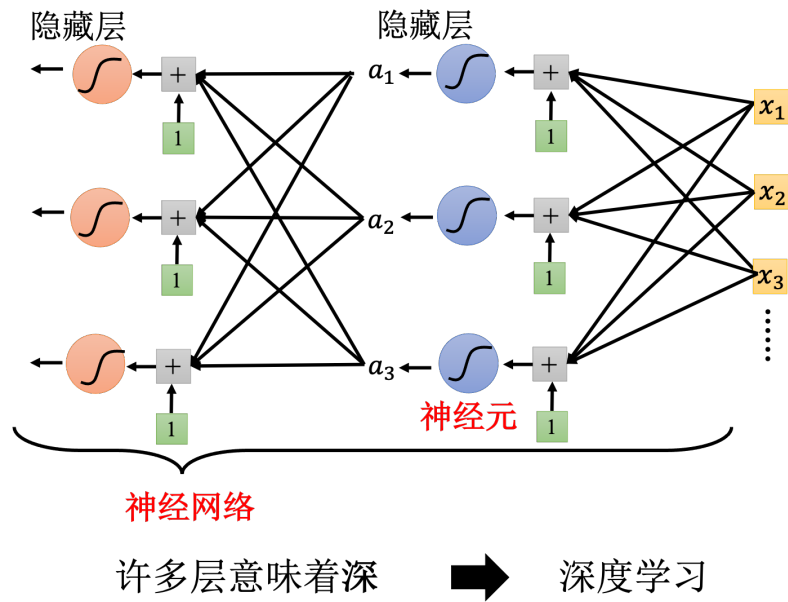 隐藏层 隐藏层
+ a₁ +
1 1
x₁
+ a₂ +
x₂
1 1
x₃
+ a₃ +
神经元
1 1
神经网络
许多层意味着深 深度学习